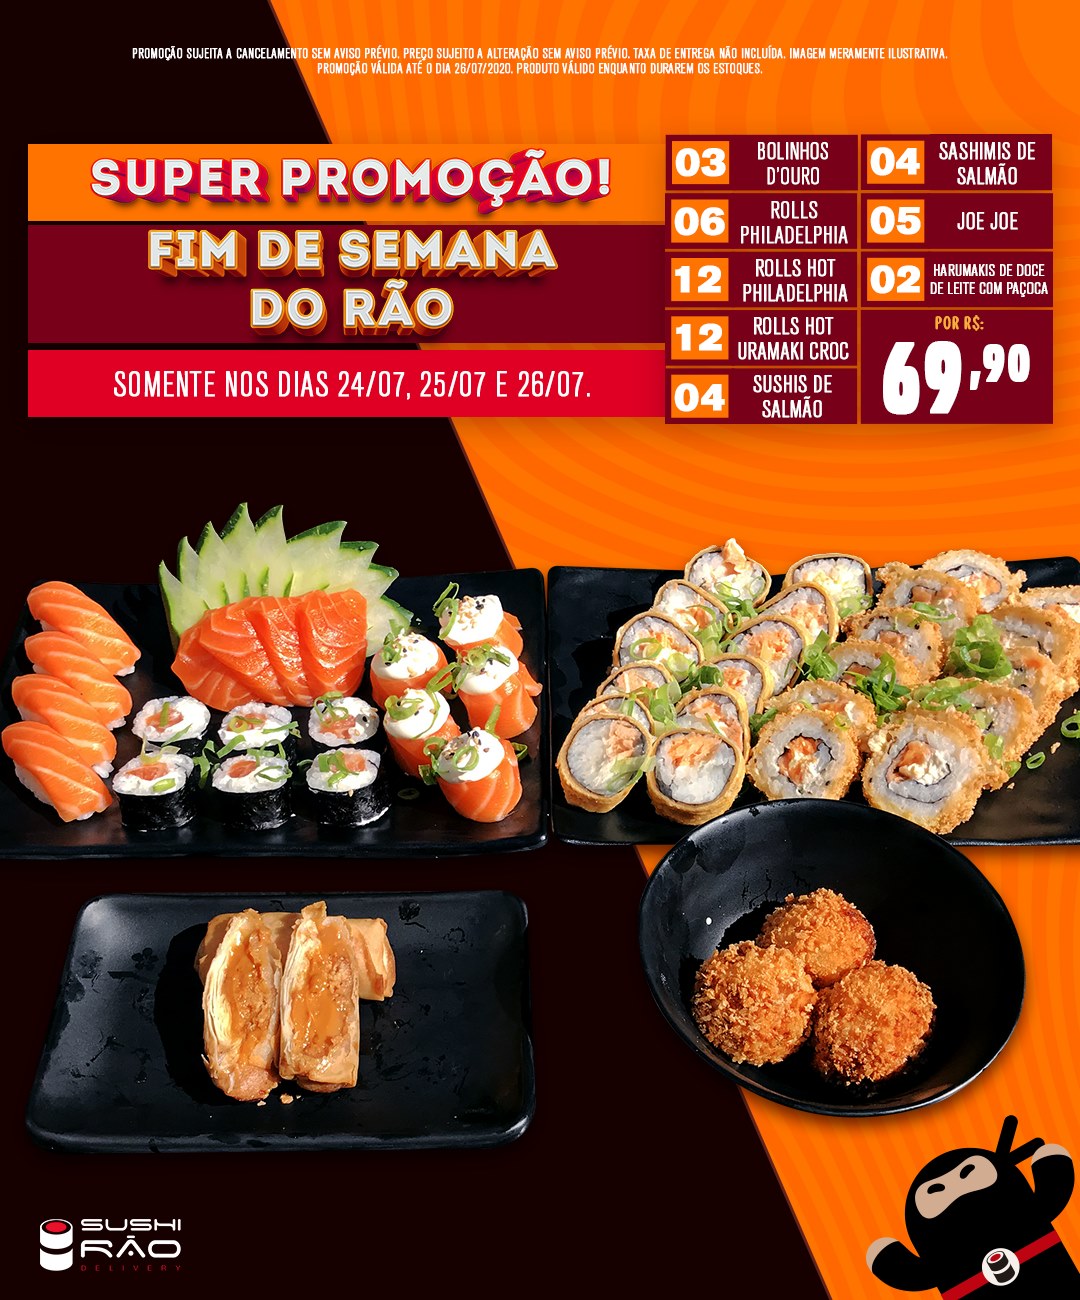 PROMOÇÃO SUJEITA A CANCELAMENTO SEM AVISO PRÉVIO. PREÇO SUJEITO A ALTERAÇÃO SEM AVISO PRÉVIO. TAXA DE ENTREGA NÃO INCLUÍDA. IMAGEM MERAMENTE ILUSTRATIVA.
PROMOÇÃO VÁLIDA ATÉ O DIA 26/07/2020. PRODUTO VÁLIDO ENQUANTO DURAREM OS ESTOQUES.
SUPER PROMOÇÃO!
FIM DE SEMANA
DO RÃO
SOMENTE NOS DIAS 24/07, 25/07 E 26/07.
03 BOLINHOS
D'OURO
06 ROLLS
PHILADELPHIA
12 ROLLS HOT
PHILADELPHIA
12 ROLLS HOT
URAMAKI CROC
04 SUSHIS DE
SALMÃO
04 SASHIMIS DE
SALMÃO
05 JOE JOE
02 HARUMAKIS DE DOCE
DE LEITE COM PAÇOCA
POR R$:
69,90
SUSHI
RÃO
DELIVERY